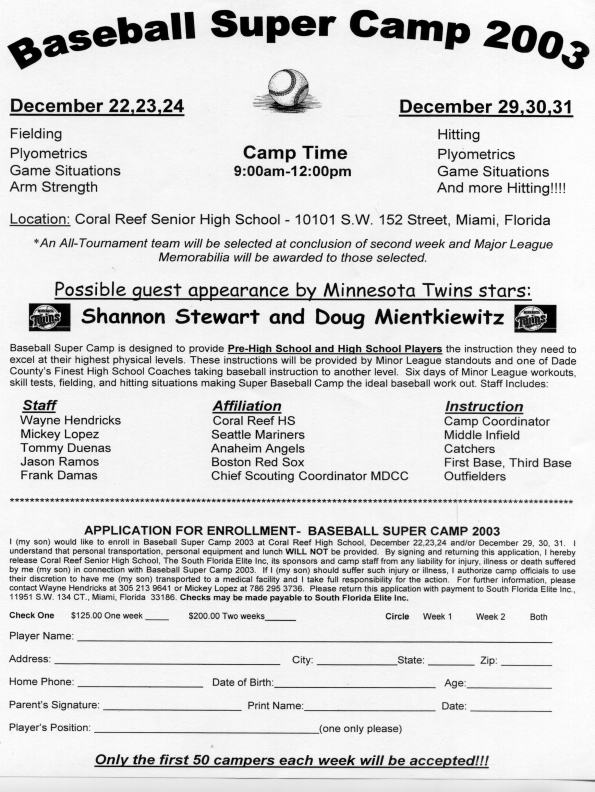 Baseball Super Camp 2003
December 22,23,24
December 29,30,31
Fielding
Plyometrics
Game Situations
Arm Strength
Camp Time
9:00am-12:00pm
Hitting
Plyometrics
Game Situations
And more Hitting!!!!
Location: Coral Reef Senior High School - 10101 S.W. 152 Street, Miami, Florida
*An All-Tournament team will be selected at conclusion of second week and Major League
Memorabilia will be awarded to those selected.
Possible guest appearance by Minnesota Twins stars:
Twins Shannon Stewart and Doug Mientkiewitz Twins
Baseball Super Camp is designed to provide Pre-High School and High School Players the instruction they need to
excel at their highest physical levels. These instructions will be provided by Minor League standouts and one of Dade
County's Finest High School Coaches taking baseball instruction to another level. Six days of Minor League workouts,
skill tests, fielding, and hitting situations making Super Baseball Camp the ideal baseball work out. Staff Includes:
Staff Affiliation Instruction
Wayne Hendricks Coral Reef HS Camp Coordinator
Mickey Lopez Seattle Mariners Middle Infield
Tommy Duenas Anaheim Angels Catchers
Jason Ramos Boston Red Sox First Base, Third Base
Frank Damas Chief Scouting Coordinator MDCC Outfielders
APPLICATION FOR ENROLLMENT- BASEBALL SUPER CAMP 2003
I (my son) would like to enroll in Baseball Super Camp 2003 at Coral Reef High School, December 22,23,24 and/or December 29, 30, 31. I
understand that personal transportation, personal equipment and lunch WILL NOT be provided. By signing and returning this application, I hereby
release Coral Reef Senior High School, The South Florida Elite Inc, its sponsors and camp staff from any liability for injury, illness or death suffered
by me (my son) in connection with Baseball Super Camp 2003. If I (my son) should suffer such injury or illness, I authorize camp officials to use
their discretion to have me (my son) transported to a medical facility and I take full responsibility for the action. For further information, please
contact Wayne Hendricks at 305 213 9641 or Mickey Lopez at 786 295 3736. Please return this application with payment to South Florida Elite Inc.,
11951 S.W. 134 CT., Miami, Florida 33186. Checks may be made payable to South Florida Elite Inc.
Check One $125.00 One week _____ $200.00 Two weeks______ Circle Week 1 Week 2 Both
Player Name:
Address: City: State: Zip:
Home Phone: Date of Birth: Age:
Parent's Signature: Print Name: Date:
Player's Position: (one only please)
Only the first 50 campers each week will be accepted!!!